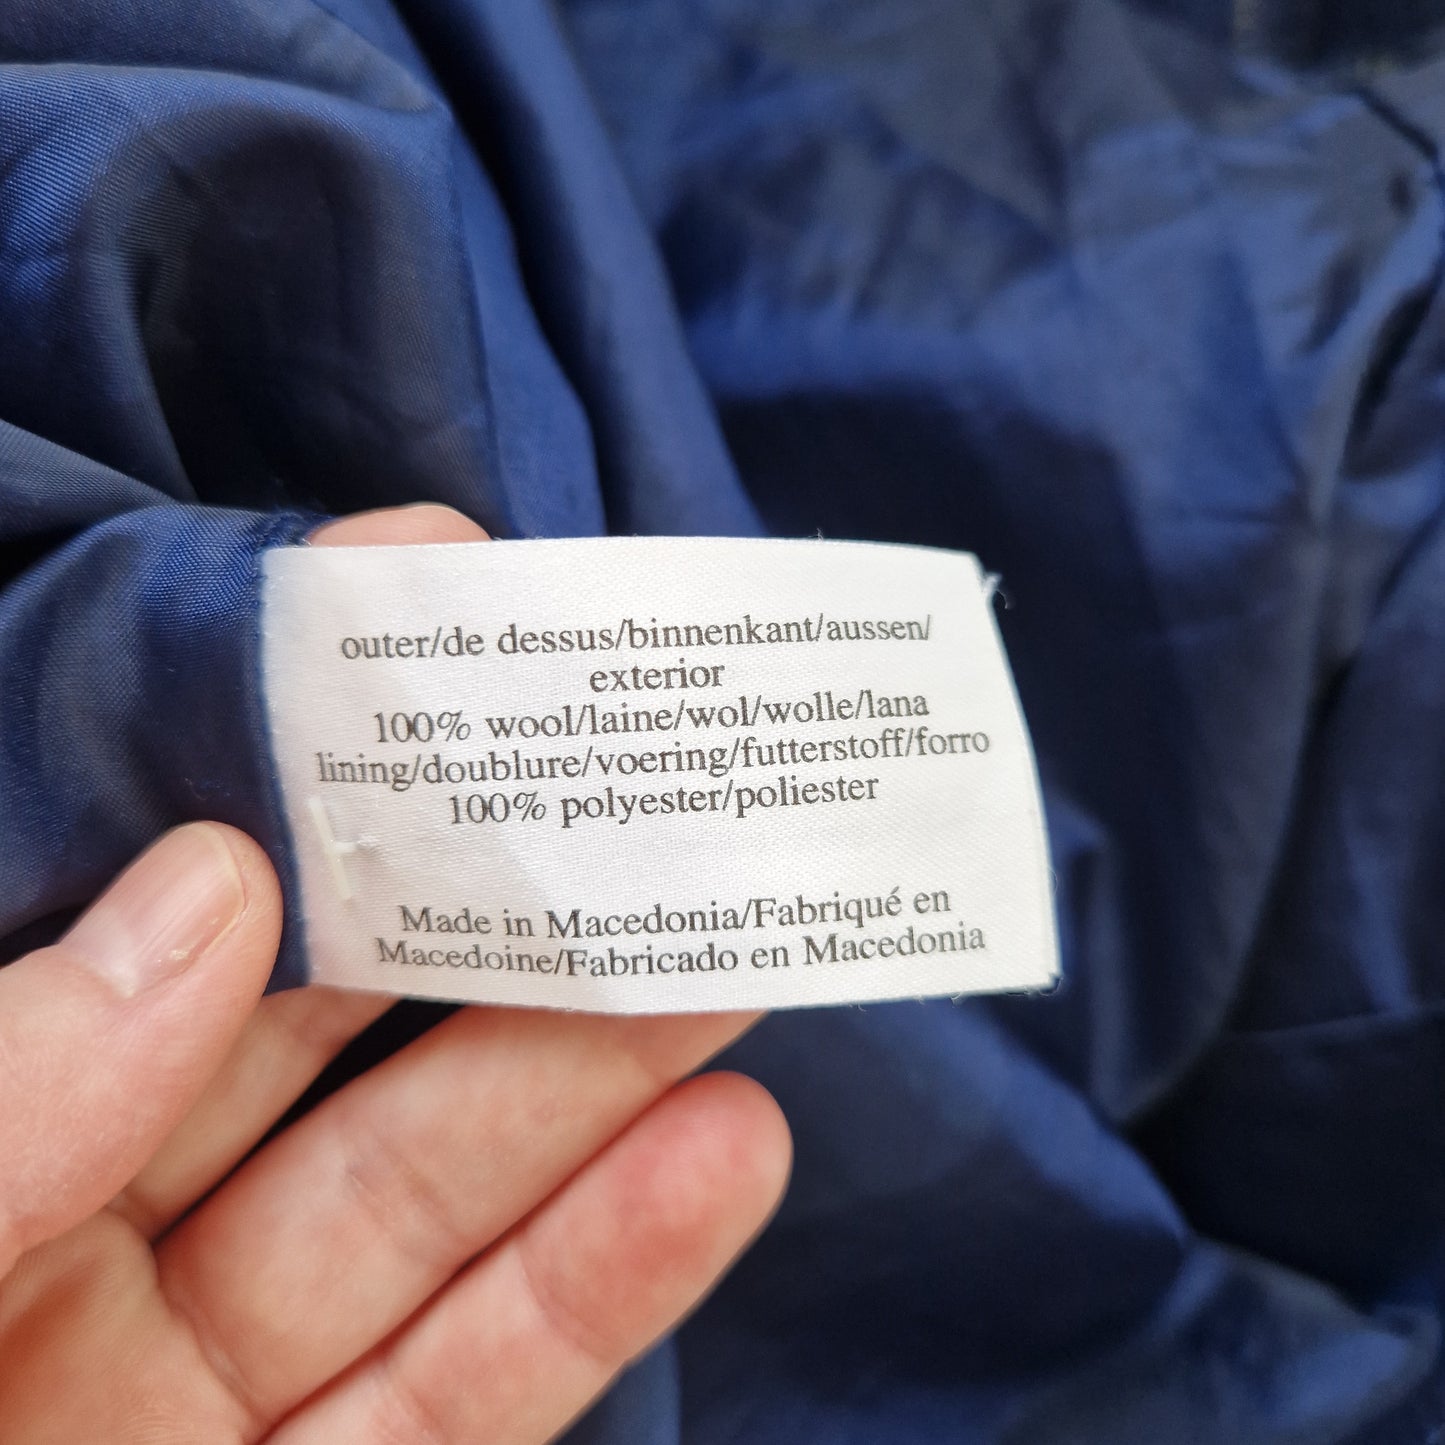 outer/de dessus/binnenkant/aussen/
exterior
100% wool/laine/wol/wolle/lana
lining/doublure/voering/futterstoff/forro
100% polyester/poliester
Made in Macedonia/Fabriqué en
Macedoine/Fabricado en Macedonia